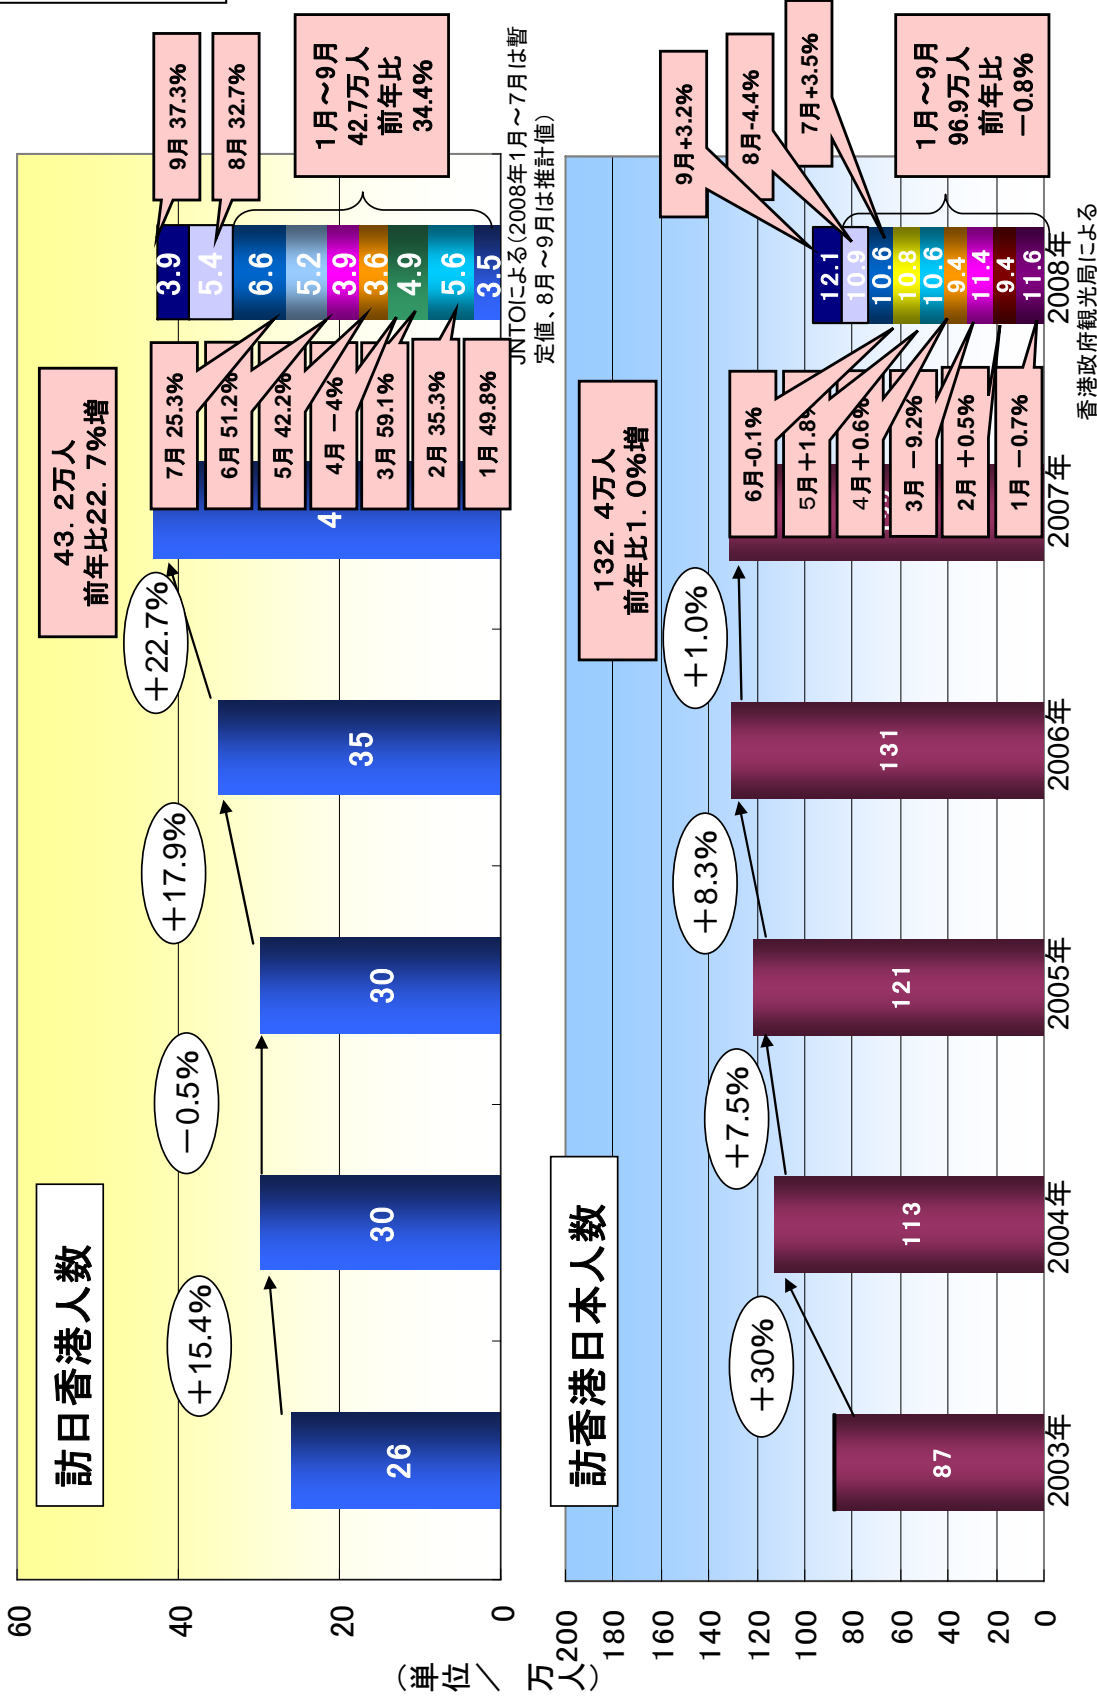 訪日香港人数
(単位/万人)
60
40
20
0
26
30
30
35
4
+15.4%
－0.5%
+17.9%
+22.7%
43. 2万人
前年比22. 7%増
3.9
5.4
6.6
5.2
3.9
3.6
4.9
5.6
3.5
9月 37.3%
8月 32.7%
7月 25.3%
6月 51.2%
5月 42.2%
4月 －4%
3月 59.1%
2月 35.3%
1月 49.8%
1月～9月
42.7万人
前年比
34.4%
JNTOによる(2008年1月～7月は暫
定値、8月～9月は推計値)
訪香港日本人数
200
180
160
140
120
100
80
60
40
20
0
87
113
121
131
+30%
+7.5%
+8.3%
+1.0%
132. 4万人
前年比1. 0%増
12.1
10.9
10.6
10.8
10.6
9.4
11.4
9.4
11.6
9月+3.2%
8月-4.4%
7月+3.5%
6月-0.1%
5月+1.8%
4月+0.6%
3月 －9.2%
2月 +0.5%
1月 －0.7%
1月～9月
96.9万人
前年比
－0.8%
2003年
2004年
2005年
2006年
2007年
2008年
香港政府観光局による